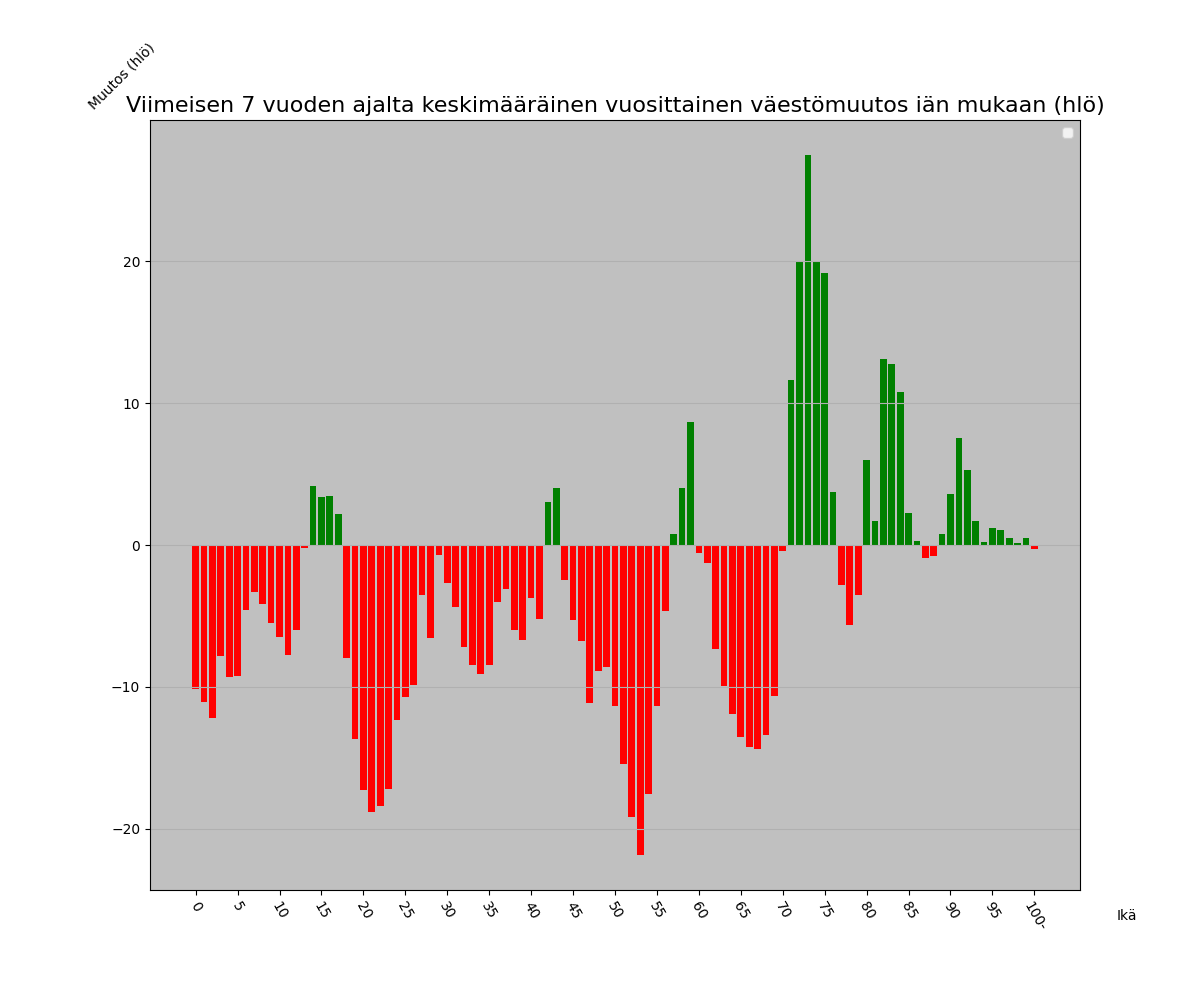 Muutos (hlö)
Viimeisen 7 vuoden ajalta keskimääräinen vuosittainen väestömuutos iän mukaan (hlö)
20
10
0
−10
−20
0 5 10 15 20 25 30 35 40 45 50 55 60 65 70 75 80 85 90 95 100-
Ikä